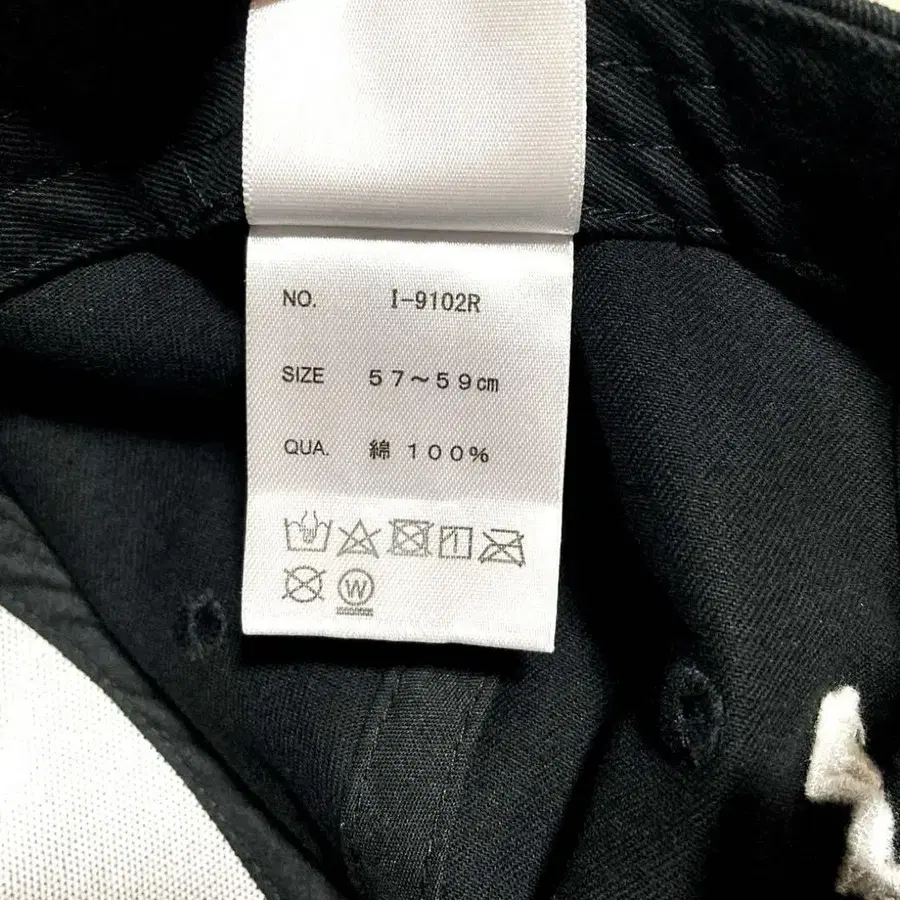 NO. I-9102R
SIZE 57～59cm
QUA. 綿 100%
W